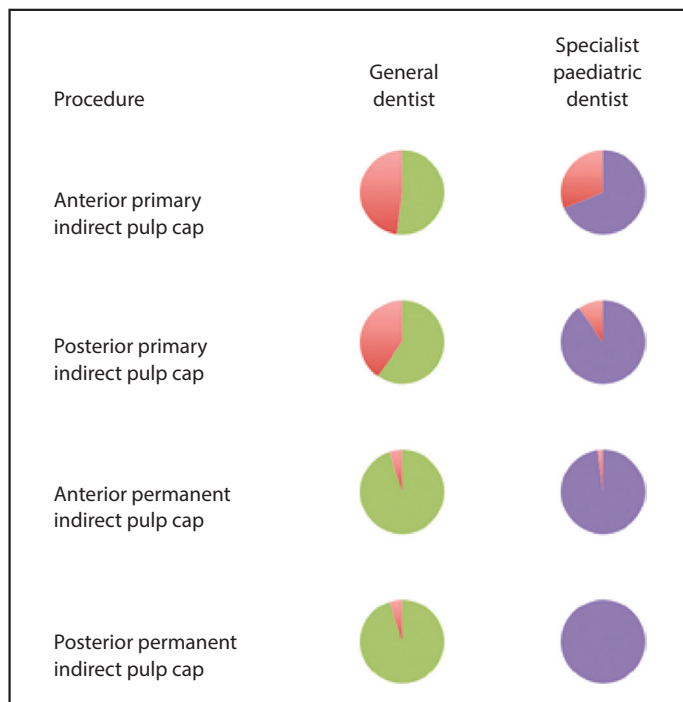 Procedure
General
dentist
Specialist
paediatric
dentist
Anterior primary
indirect pulp cap
Posterior primary
indirect pulp cap
Anterior permanent
indirect pulp cap
Posterior permanent
indirect pulp cap